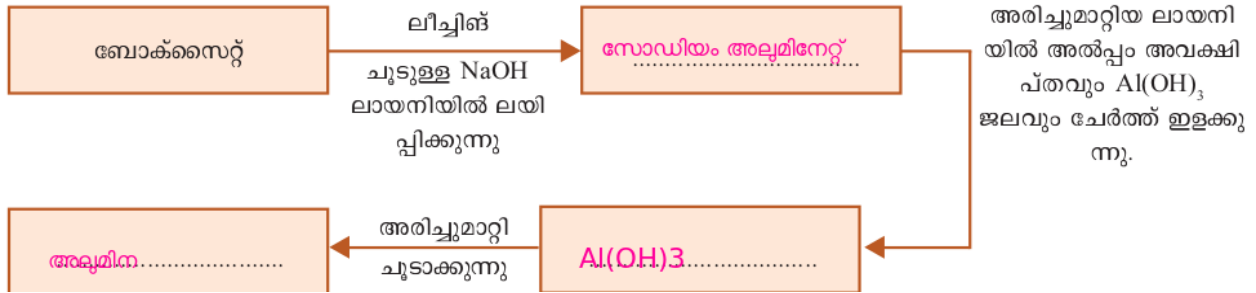 ബോക്സൈറ്റ്
ലീച്ചിങ്
ചൂടുള്ള NaOH
ലായനിയിൽ ലയി
പ്പിക്കുന്നു
സോഡിയം അലുമിനേറ്റ്
അരിച്ചുമാറ്റിയ ലായനി
യിൽ അൽപ്പം അവക്ഷി
പ്തവും Al(OH)₃
ജലവും ചേർത്ത് ഇളക്കു
ന്നു.
Al(OH)3
അരിച്ചുമാറ്റി
ചൂടാക്കുന്നു
അലുമിന